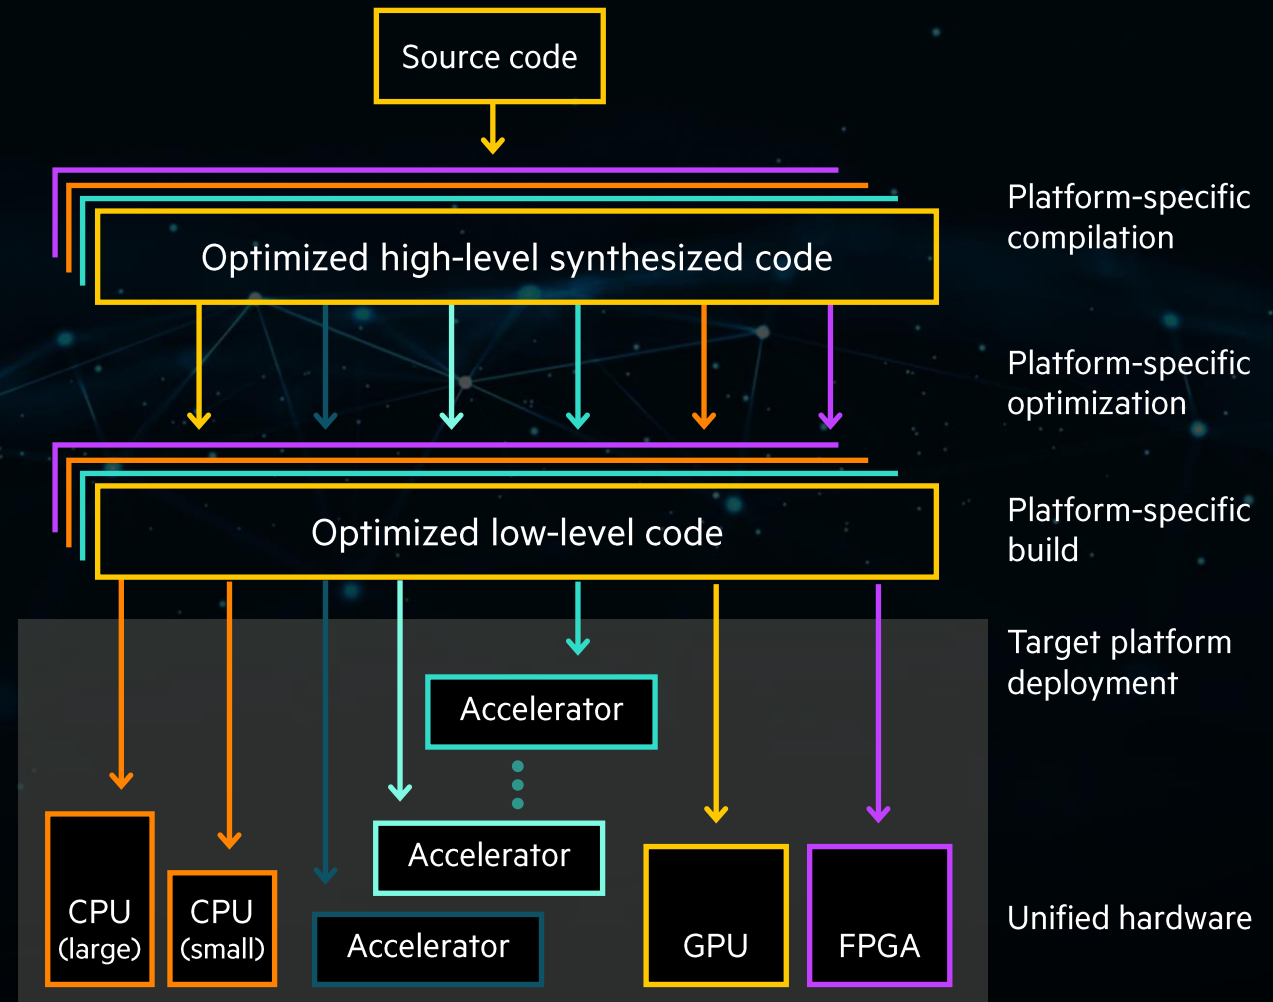 Source code
Platform-specific
compilation
Optimized high-level synthesized code
Platform-specific
optimization
Platform-specific
build
Optimized low-level code
Target platform
deployment
Accelerator
Accelerator
CPU
(large)
CPU
(small)
Accelerator
GPU
FPGA
Unified hardware